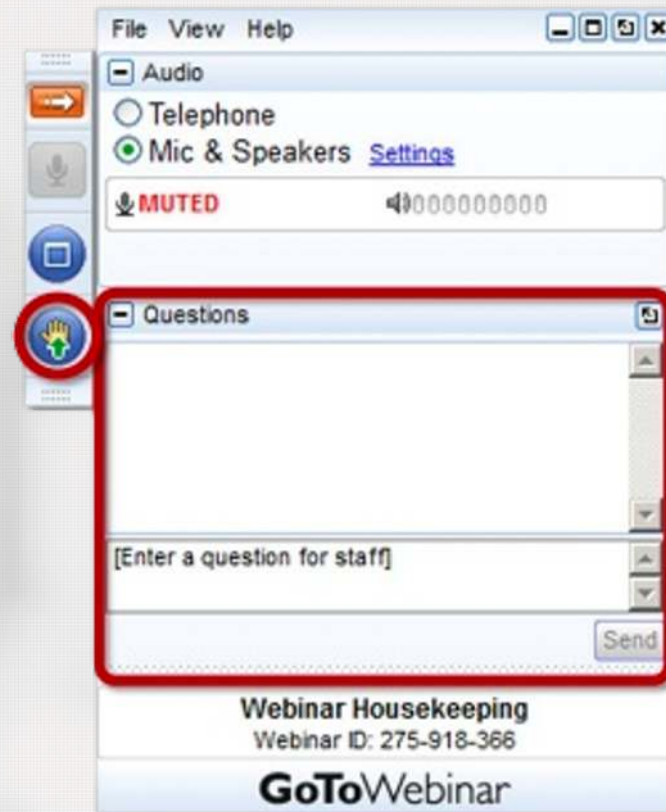 File View Help
Audio
Telephone
Mic & Speakers Settings
MUTED 000000000
Questions
[Enter a question for staff]
Send
Webinar Housekeeping
Webinar ID: 275-918-366
GoToWebinar